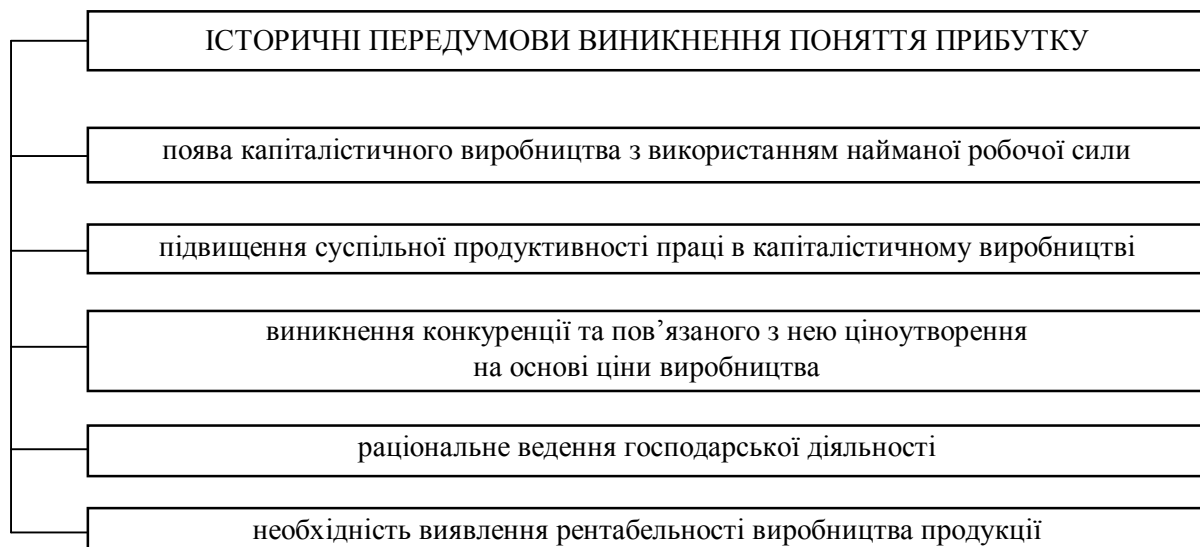 ІСТОРИЧНІ ПЕРЕДУМОВИ ВИНИКНЕННЯ ПОНЯТТЯ ПРИБУТКУ
поява капіталістичного виробництва з використанням найманої робочої сили
підвищення суспільної продуктивності праці в капіталістичному виробництві
виникнення конкуренції та пов’язаного з нею ціноутворення
на основі ціни виробництва
раціональне ведення господарської діяльності
необхідність виявлення рентабельності виробництва продукції